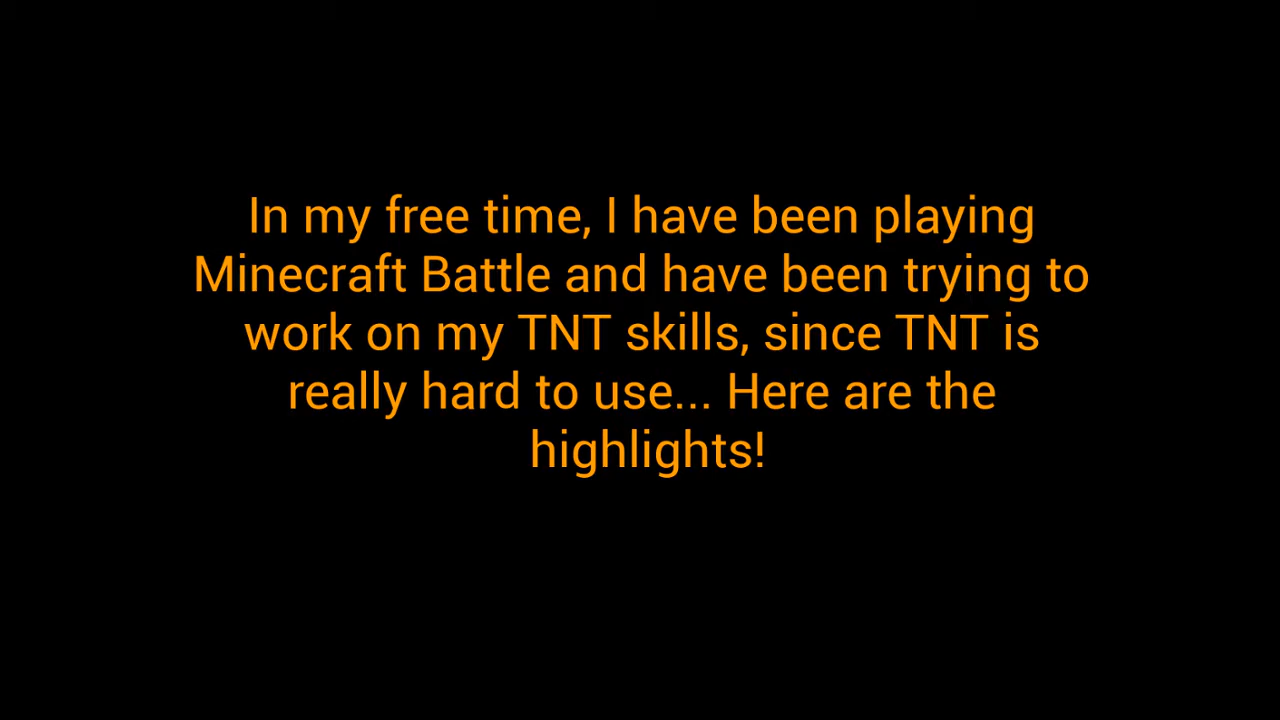 In my free time, I have been playing
Minecraft Battle and have been trying to
work on my TNT skills, since TNT is
really hard to use... Here are the
highlights!